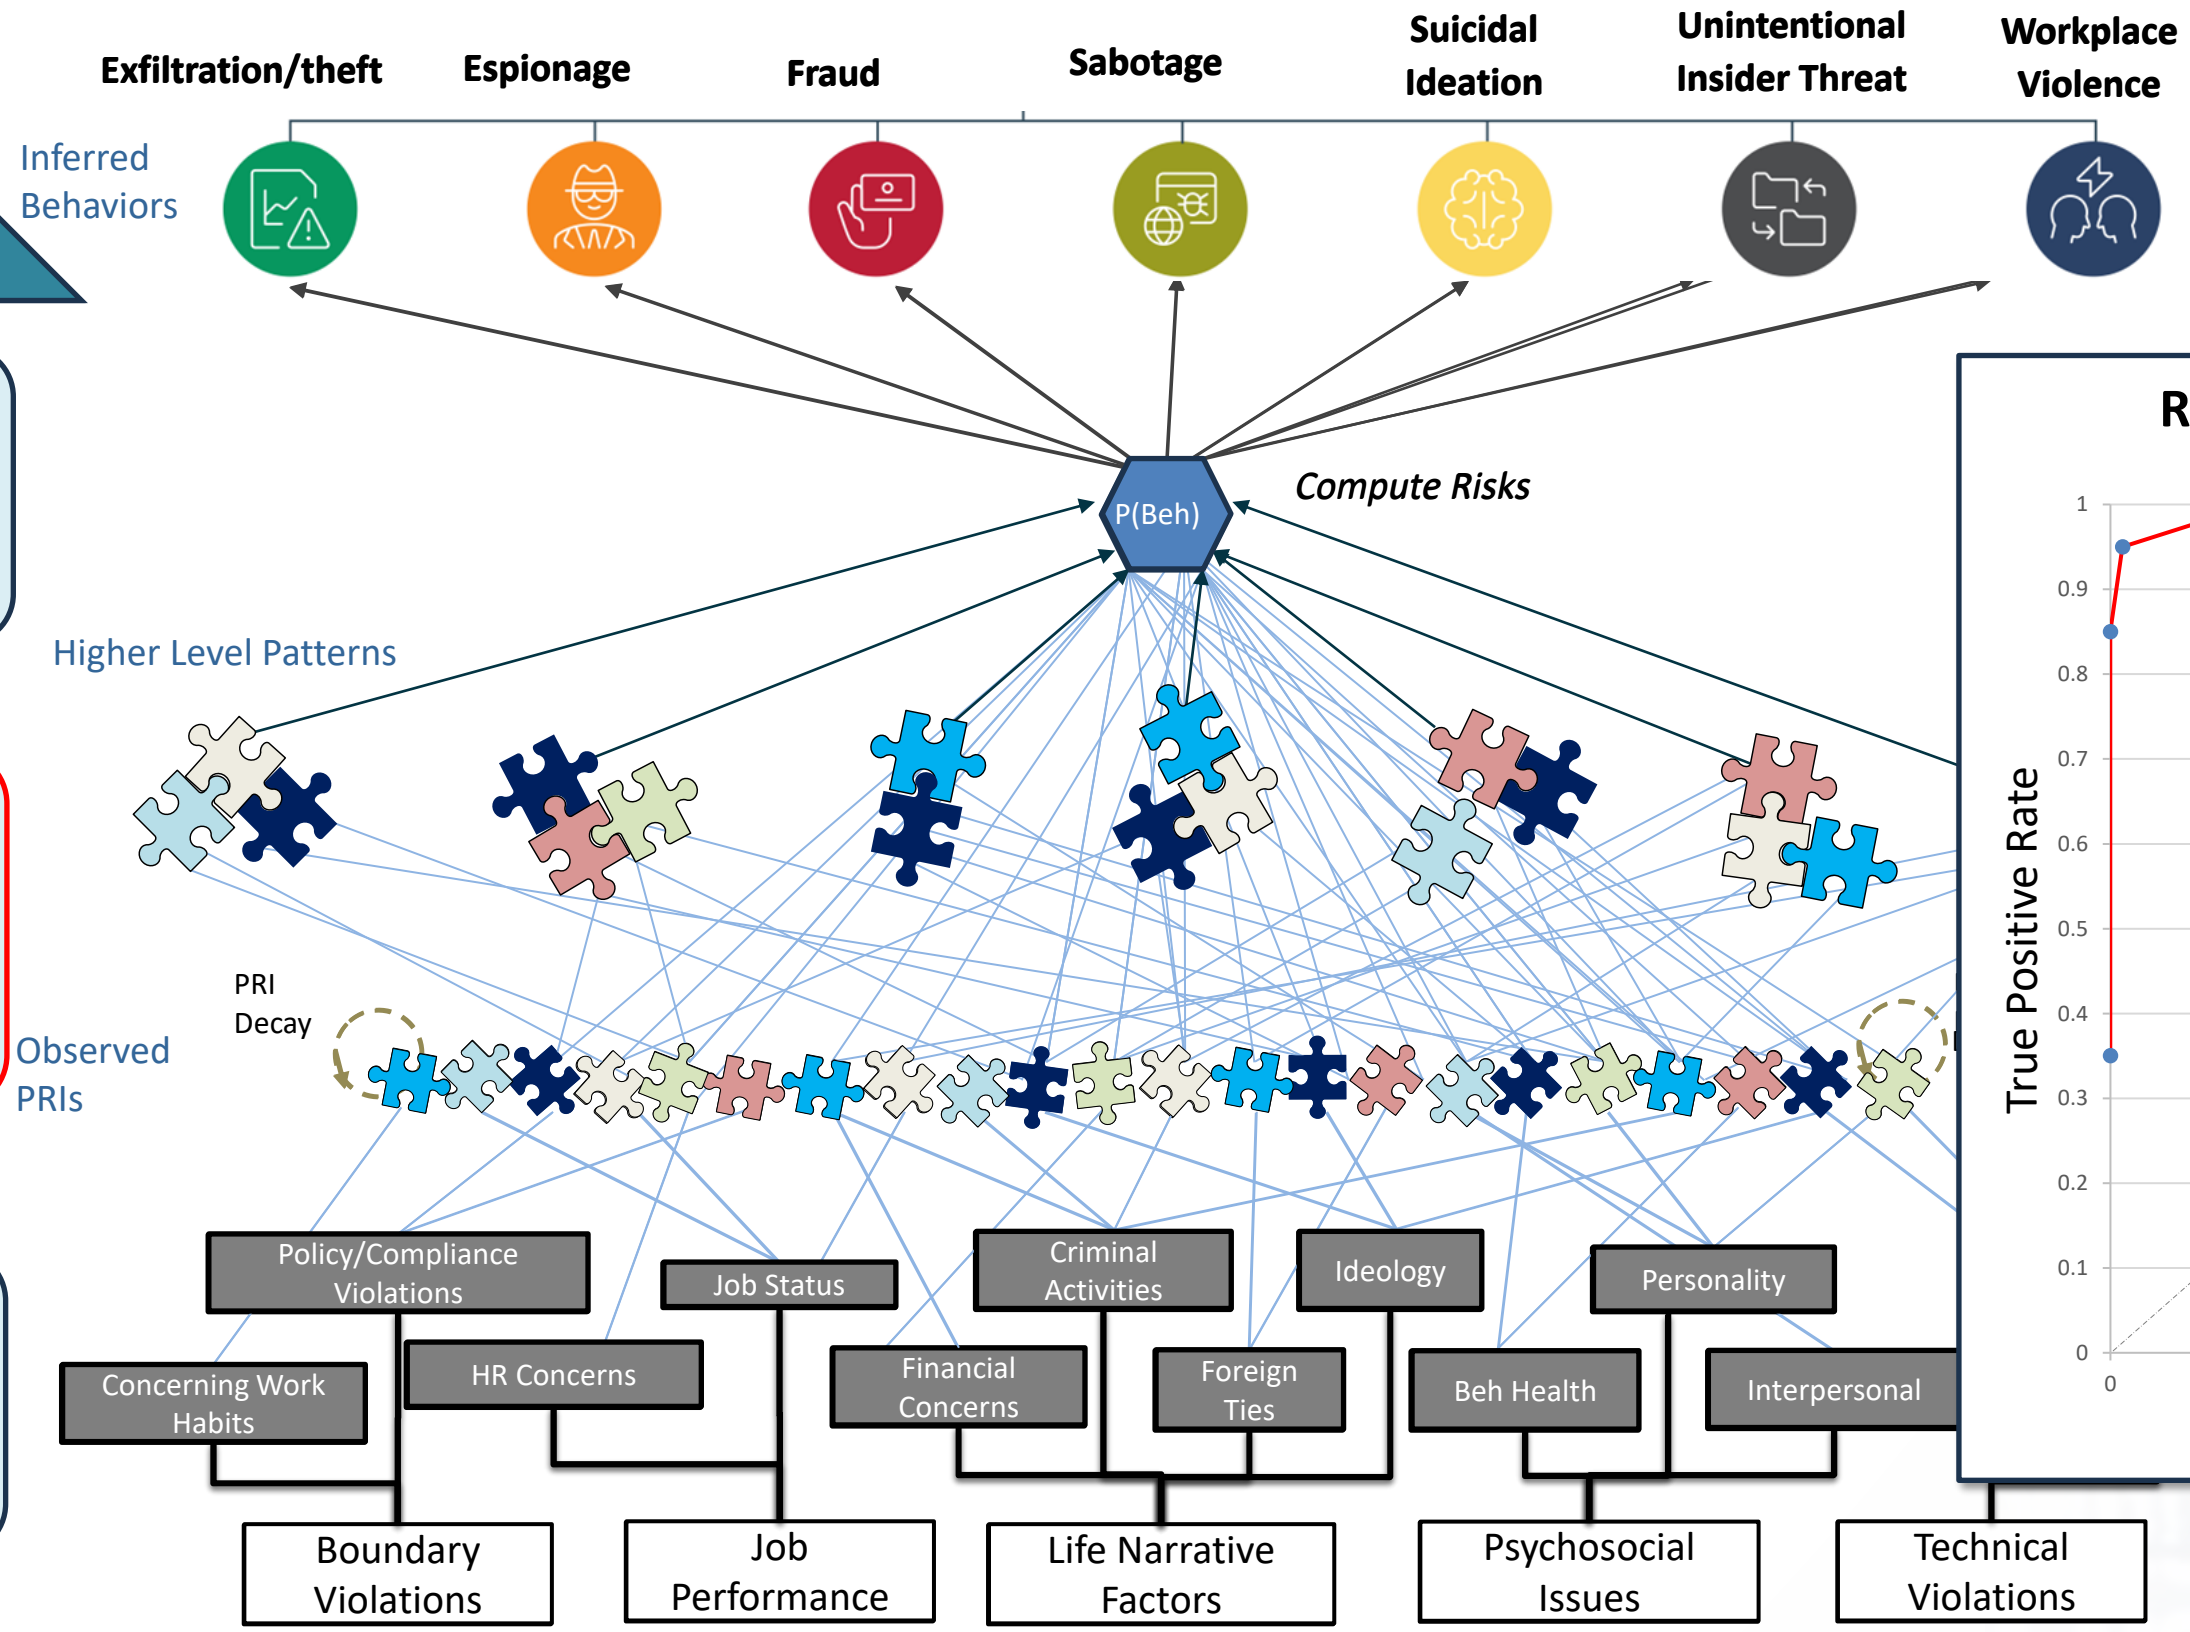 Exfiltration/theft
Espionage
Fraud
Sabotage
Suicidal
Ideation
Unintentional
Insider Threat
Workplace
Violence
Inferred
Behaviors
P(Beh)
Compute Risks
Higher Level Patterns
PRI
Decay
Observed
PRIs
Policy/Compliance
Violations
Job Status
Criminal
Activities
Ideology
Personality
Concerning Work
Habits
HR Concerns
Financial
Concerns
Foreign
Ties
Beh Health
Interpersonal
Boundary
Violations
Job
Performance
Life Narrative
Factors
Psychosocial
Issues
Technical
Violations
R
True Positive Rate
1
0.9
0.8
0.7
0.6
0.5
0.4
0.3
0.2
0.1
0
0